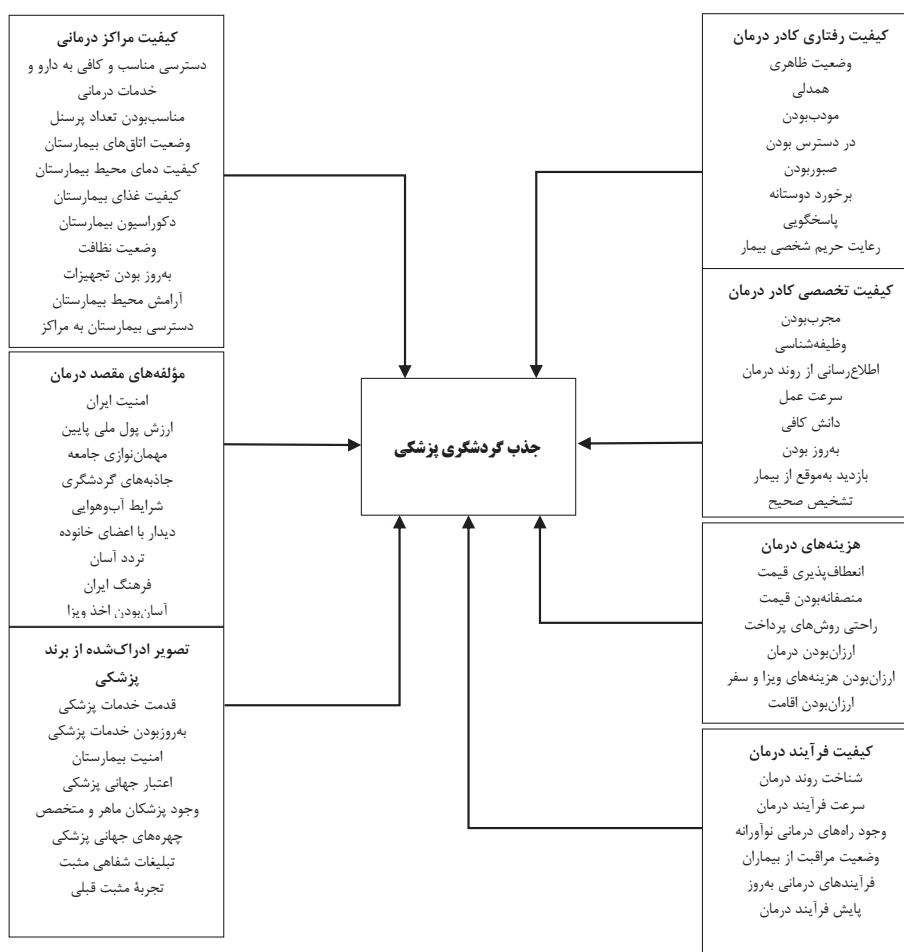 کیفیت رفتاری کادر درمان
وضعیت ظاهری
همدلی
مودب‌بودن
در دسترس بودن
صبوربودن
برخورد دوستانه
پاسخگویی
رعایت حریم شخصی بیمار
کیفیت تخصصی کادر درمان
مجرب‌بودن
وظیفه‌شناسی
اطلاع‌رسانی از روند درمان
سرعت عمل
دانش کافی
به‌روز بودن
بازدید به‌موقع از بیمار
تشخیص صحیح
هزینه‌های درمان
انعطاف‌پذیری قیمت
منصفانه‌بودن قیمت
راحتی روش‌های پرداخت
ارزان‌بودن درمان
ارزان‌بودن هزینه‌های ویزا و سفر
ارزان‌بودن اقامت
کیفیت فرآیند درمان
شناخت روند درمان
سرعت فرآیند درمان
وجود راه‌های درمانی نوآورانه
وضعیت مراقبت از بیماران
فرآیندهای درمانی به‌روز
پایش فرآیند درمان
جذب گردشگری پزشکی
کیفیت مراکز درمانی
دسترسی مناسب و کافی به دارو و
خدمات درمانی
مناسب‌بودن تعداد پرسنل
وضعیت اتاق‌های بیمارستان
کیفیت دمای محیط بیمارستان
کیفیت غذای بیمارستان
دکوراسیون بیمارستان
وضعیت نظافت
به‌روز بودن تجهیزات
آرامش محیط بیمارستان
دسترسی بیمارستان به مراکز
مؤلفه‌های مقصد درمان
امنیت ایران
ارزش پول ملی پایین
مهمان‌نوازی جامعه
جاذبه‌های گردشگری
شرایط آب‌وهوایی
دیدار با اعضای خانوده
تردد آسان
فرهنگ ایران
آسان‌بودن اخذ ویزا
تصویر ادراک‌شده از برند
پزشکی
قدمت خدمات پزشکی
به‌روزبودن خدمات پزشکی
امنیت بیمارستان
اعتبار جهانی پزشکی
وجود پزشکان ماهر و متخصص
چهره‌های جهانی پزشکی
تبلیغات شفاهی مثبت
تجربهٔ مثبت قبلی